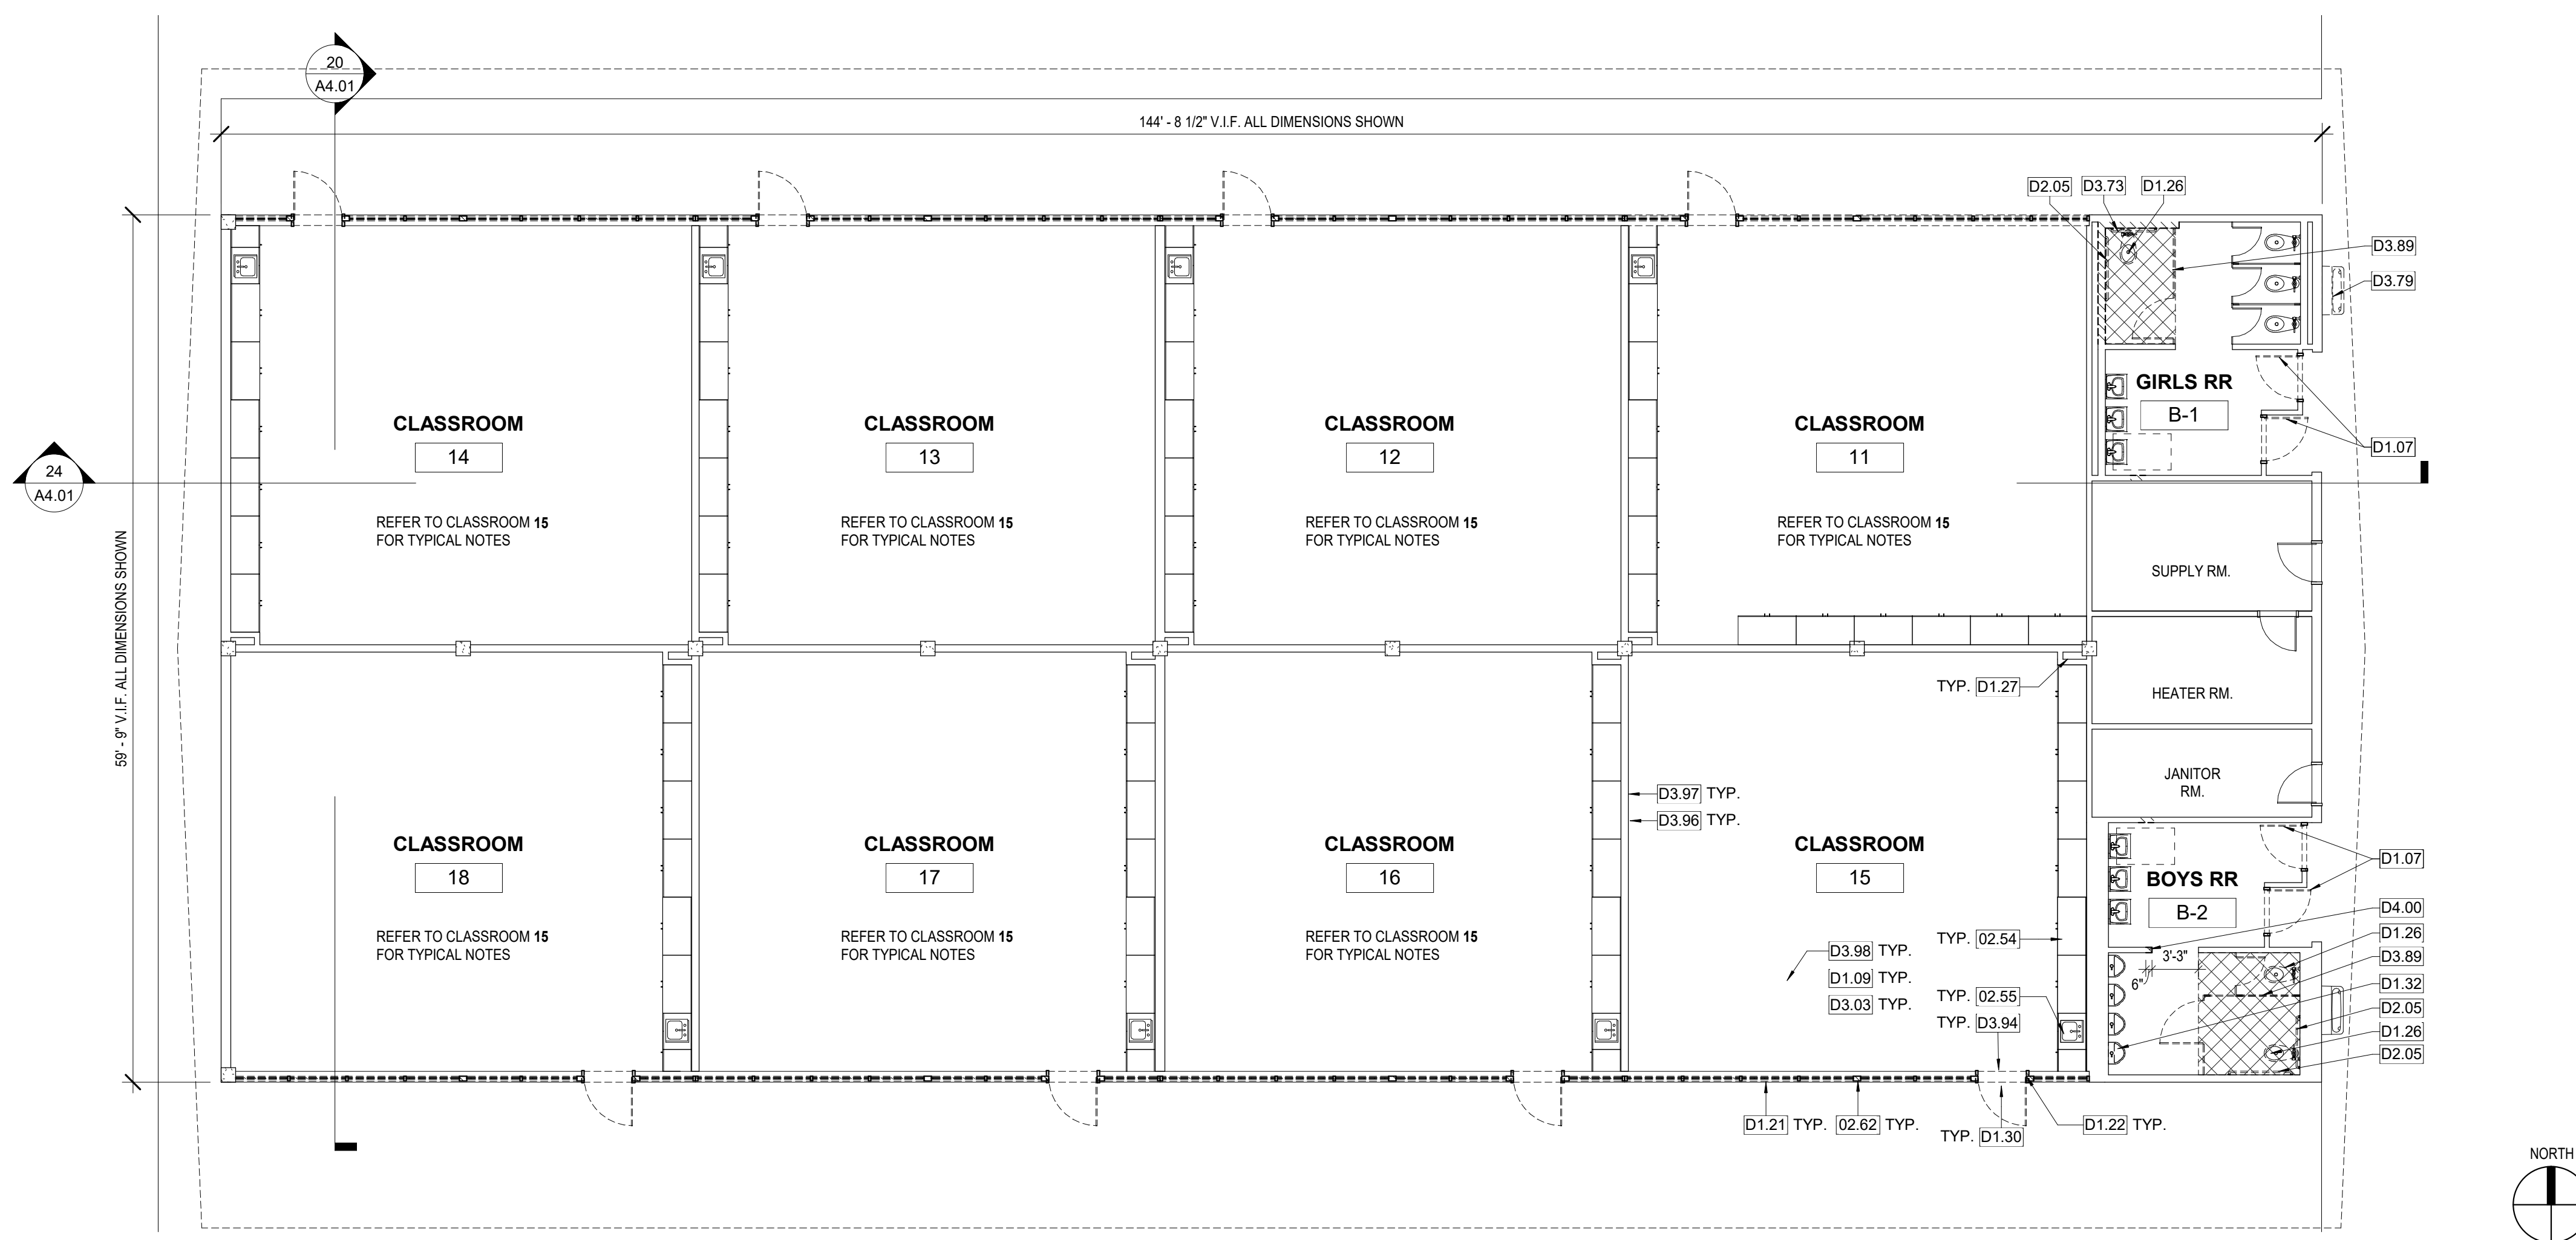 20
A4.01
144' - 8 1/2" V.I.F. ALL DIMENSIONS SHOWN
D2.05
D3.73
D1.26
D3.89
D3.79
GIRLS RR
B-1
D1.07
CLASSROOM
14
CLASSROOM
13
CLASSROOM
12
CLASSROOM
11
24
A4.01
REFER TO CLASSROOM 15
FOR TYPICAL NOTES
REFER TO CLASSROOM 15
FOR TYPICAL NOTES
REFER TO CLASSROOM 15
FOR TYPICAL NOTES
REFER TO CLASSROOM 15
FOR TYPICAL NOTES
SUPPLY RM.
59' - 9" V.I.F. ALL DIMENSIONS SHOWN
TYP. D1.27
HEATER RM.
D3.97 TYP.
D3.96 TYP.
JANITOR
RM.
CLASSROOM
18
CLASSROOM
17
CLASSROOM
16
CLASSROOM
15
D1.07
BOYS RR
B-2
REFER TO CLASSROOM 15
FOR TYPICAL NOTES
REFER TO CLASSROOM 15
FOR TYPICAL NOTES
REFER TO CLASSROOM 15
FOR TYPICAL NOTES
D3.98 TYP.
D1.09 TYP.
D3.03 TYP.
TYP. 02.54
TYP. 02.55
TYP. D3.94
3'-3"
6"
D4.00
D1.26
D3.89
D1.32
D2.05
D1.26
D2.05
D1.21 TYP.
02.62 TYP.
TYP. D1.30
D1.22 TYP.
NORTH